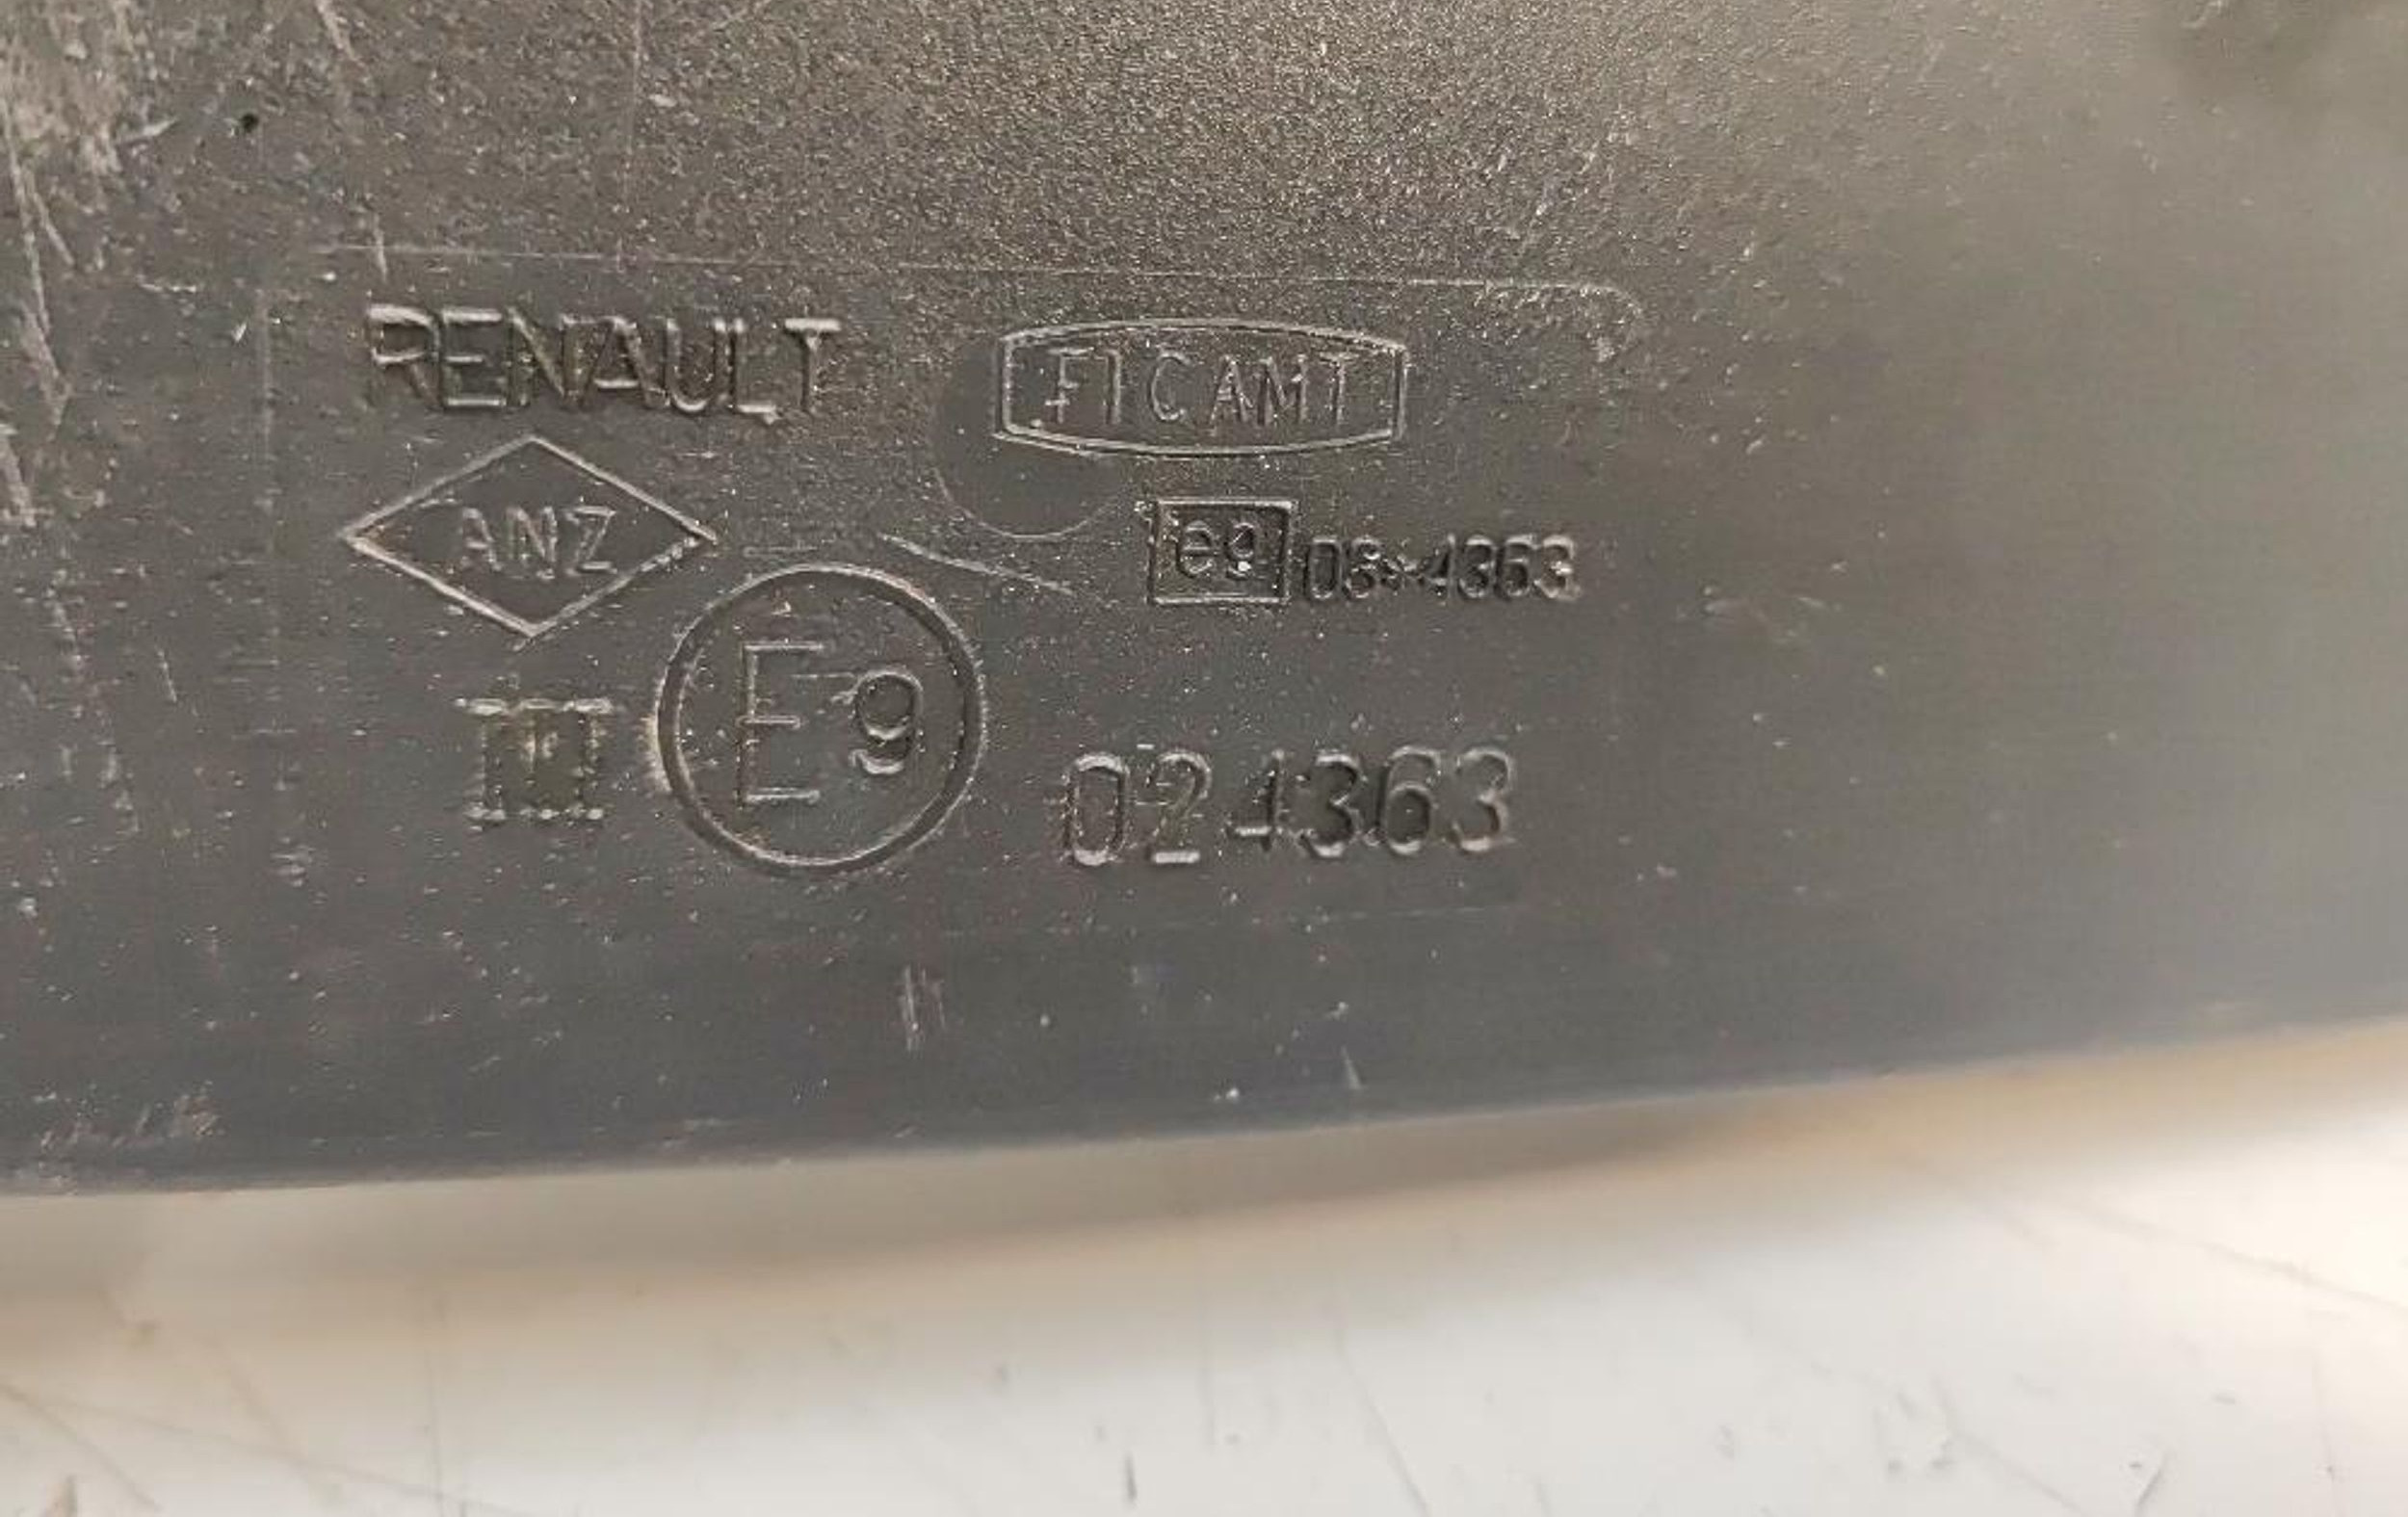 RENAULT
FICAMT
ANZ
e9 03*4363
III E9 024363